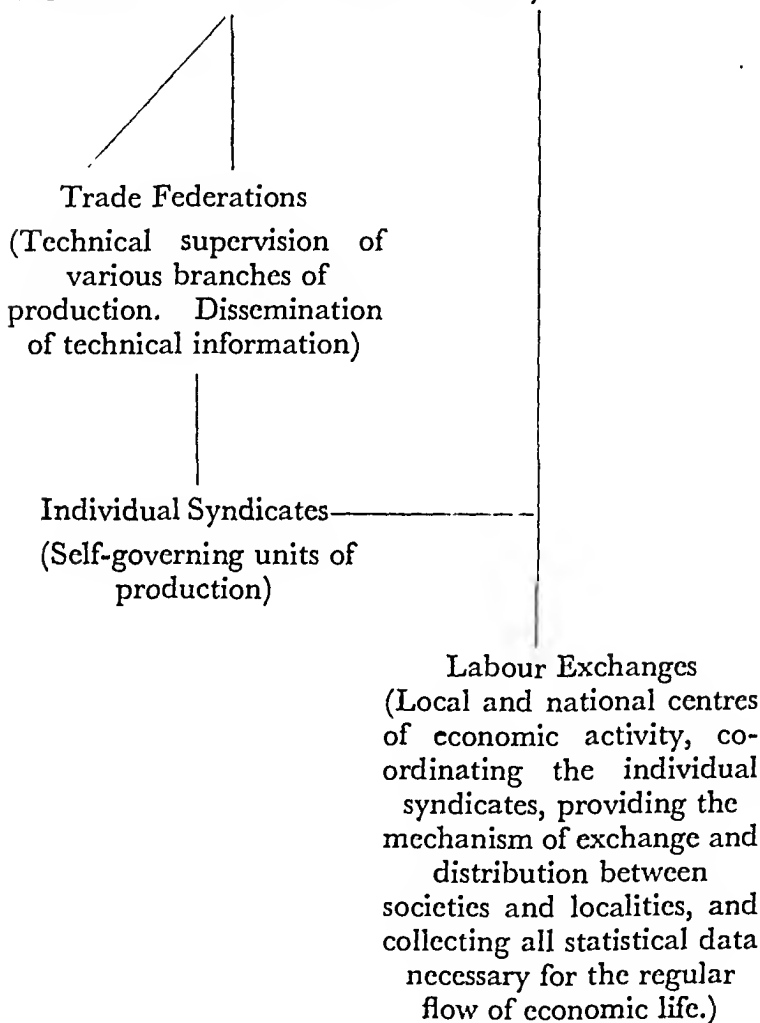 Trade Federations
(Technical supervision of
various branches of
production. Dissemination
of technical information)
Individual Syndicates
(Self-governing units of
production)
Labour Exchanges
(Local and national centres
of economic activity, co-
ordinating the individual
syndicates, providing the
mechanism of exchange and
distribution between
societies and localities, and
collecting all statistical data
necessary for the regular
flow of economic life.)